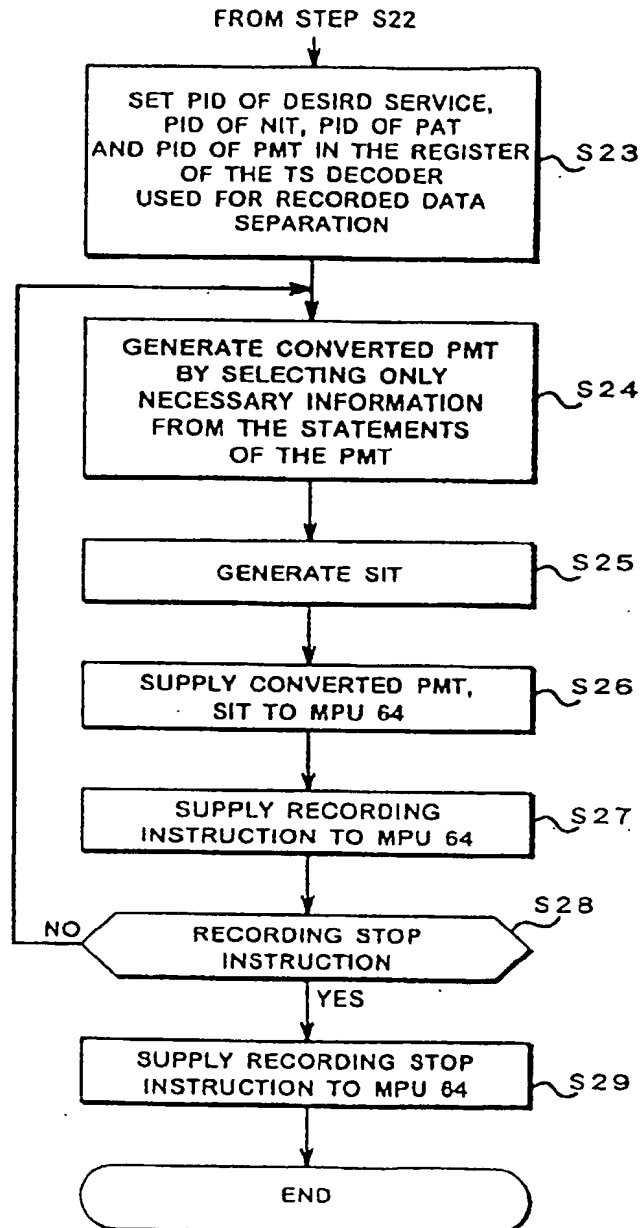 FROM STEP S22
SET PID OF DESIRD SERVICE,
PID OF NIT, PID OF PAT
AND PID OF PMT IN THE REGISTER
OF THE TS DECODER
USED FOR RECORDED DATA
SEPARATION
S23
GENERATE CONVERTED PMT
BY SELECTING ONLY
NECESSARY INFORMATION
FROM THE STATEMENTS
OF THE PMT
S24
GENERATE SIT
S25
SUPPLY CONVERTED PMT,
SIT TO MPU 64
S26
SUPPLY RECORDING
INSTRUCTION TO MPU 64
S27
NO
RECORDING STOP
INSTRUCTION
S28
YES
SUPPLY RECORDING STOP
INSTRUCTION TO MPU 64
S29
END